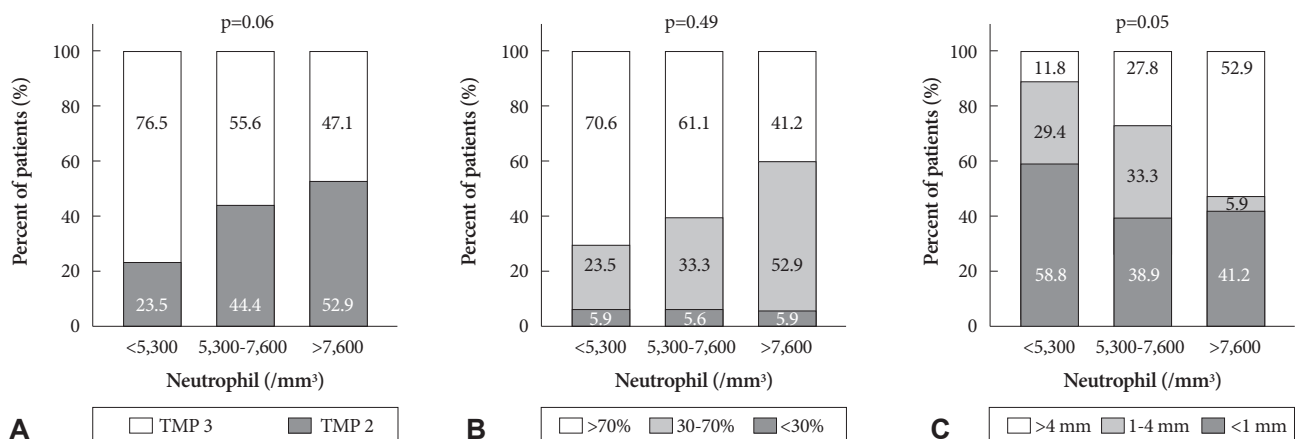 p=0.06
Percent of patients (%)
100
80
60
40
20
0
76.5
55.6
47.1
23.5
44.4
52.9
<5,300 5,300-7,600 >7,600
Neutrophil (/mm³)
A
TMP 3 TMP 2
p=0.49
Percent of patients (%)
100
80
60
40
20
0
70.6
61.1
41.2
23.5
33.3
52.9
5.9
5.6
5.9
<5,300 5,300-7,600 >7,600
Neutrophil (/mm³)
B
>70% 30-70% <30%
p=0.05
Percent of patients (%)
100
80
60
40
20
0
11.8
27.8
52.9
29.4
33.3
5.9
58.8
38.9
41.2
<5,300 5,300-7,600 >7,600
Neutrophil (/mm³)
C
>4 mm 1-4 mm <1 mm